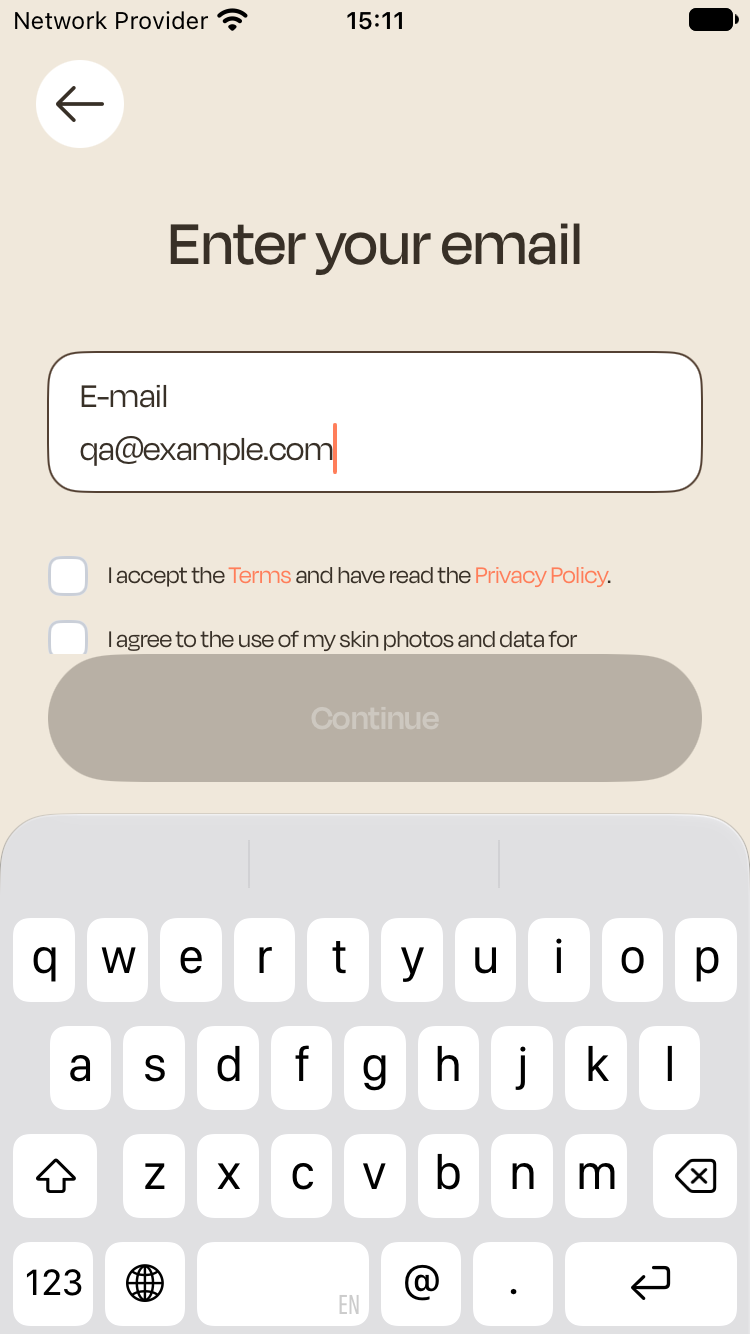 Network Provider 15:11
Enter your email
E-mail
qa@example.com
I accept the Terms and have read the Privacy Policy.
I agree to the use of my skin photos and data for
Continue
q w e r t y u i o p
a s d f g h j k l
z x c v b n m
123 EN @ .